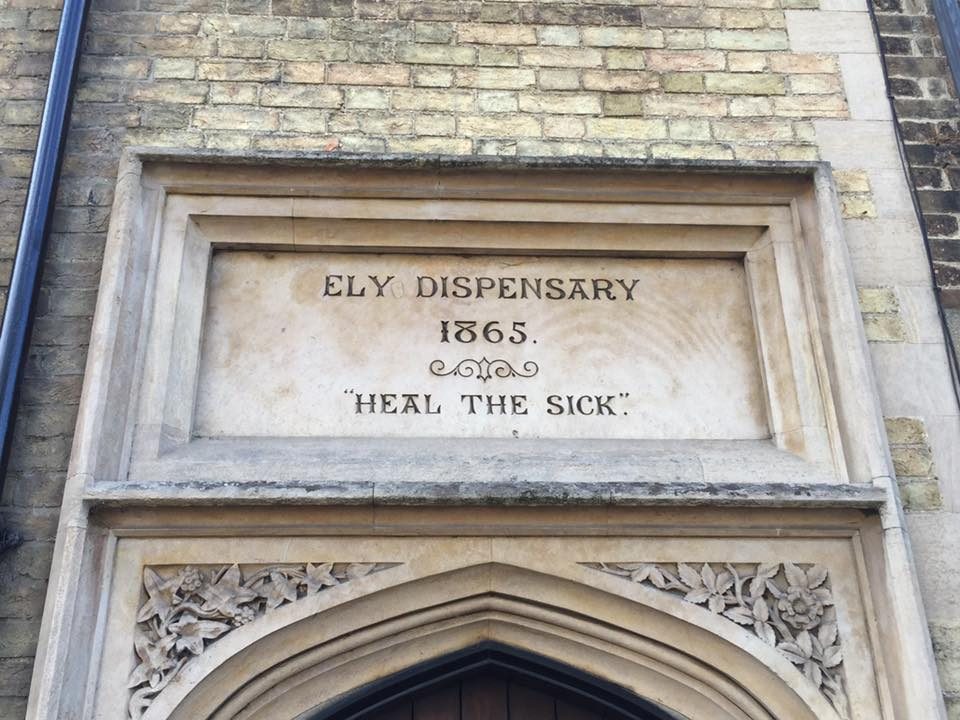 ELY DISPENSARY
1865.
"HEAL THE SICK".